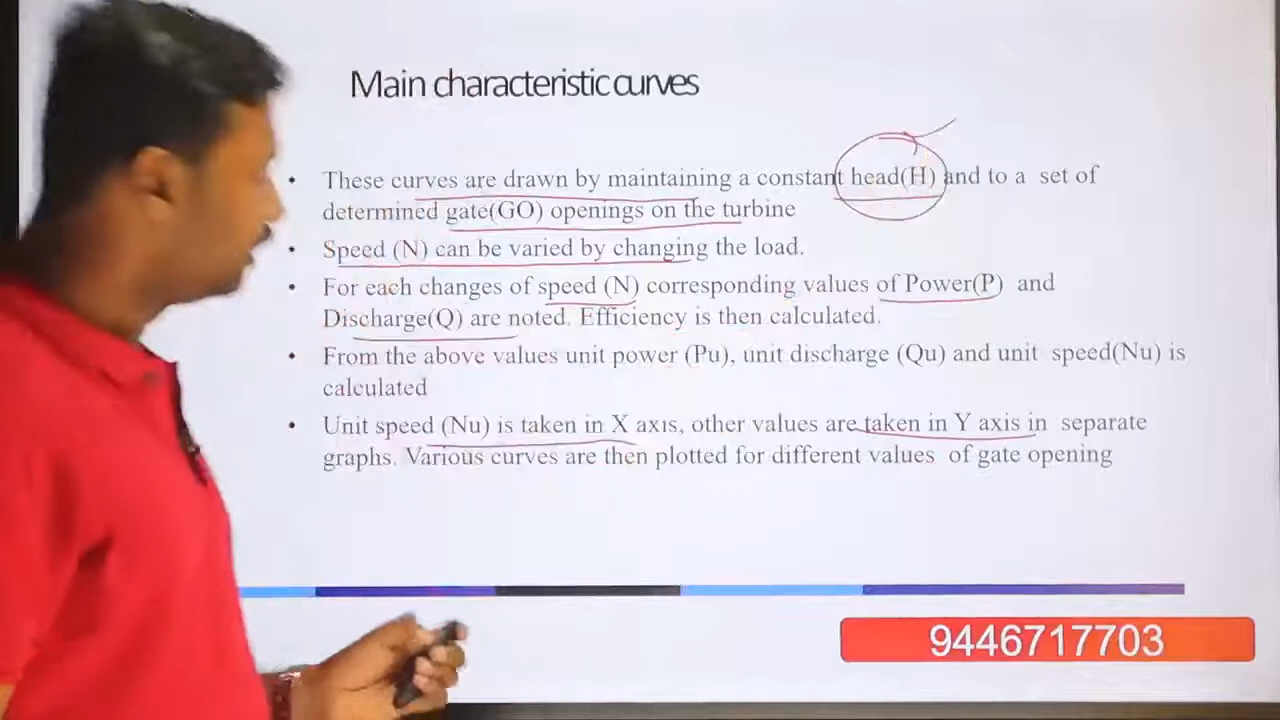 Main characteristic curves
• These curves are drawn by maintaining a constant head(H) and to a set of
determined gate(GO) openings on the turbine
• Speed (N) can be varied by changing the load.
• For each changes of speed (N) corresponding values of Power(P) and
Discharge(Q) are noted. Efficiency is then calculated.
• From the above values unit power (Pu), unit discharge (Qu) and unit speed(Nu) is
calculated
• Unit speed (Nu) is taken in X axis, other values are taken in Y axis in separate
graphs. Various curves are then plotted for different values of gate opening
9446717703